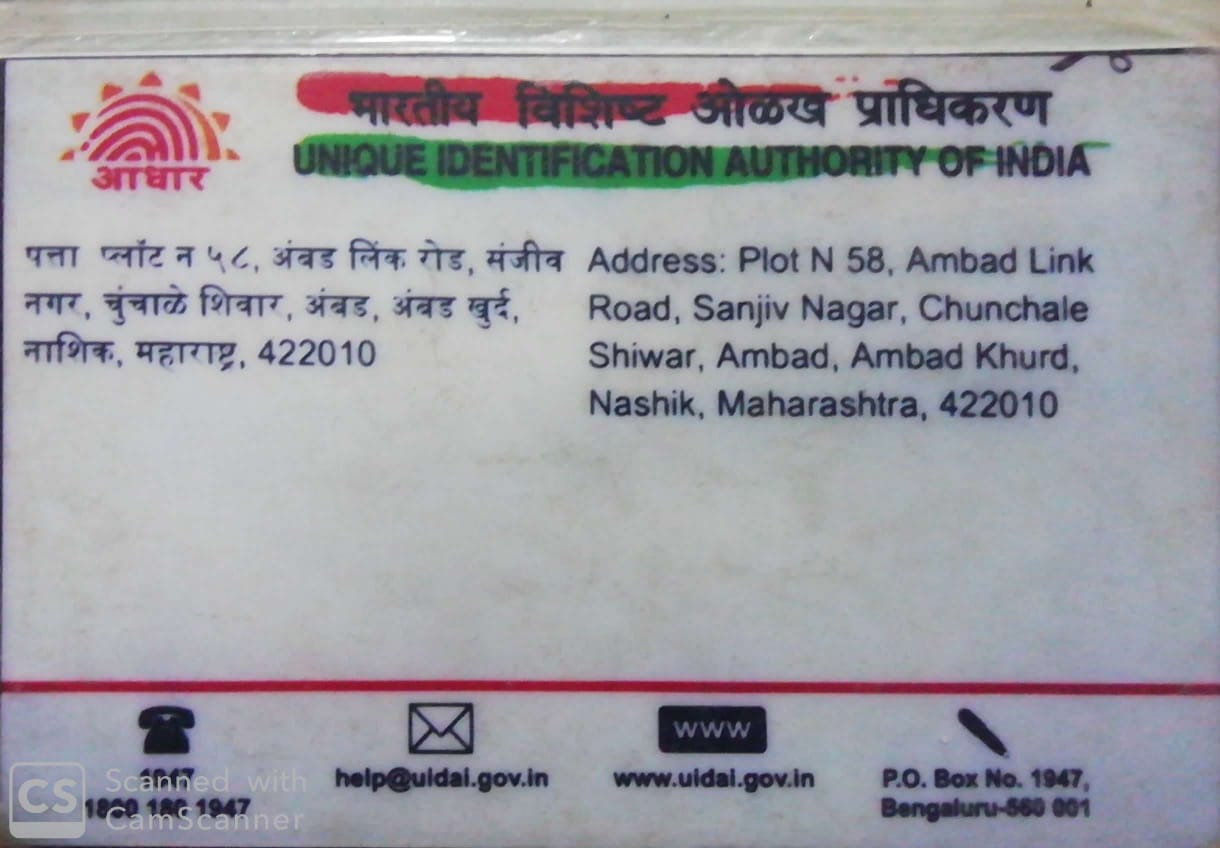 भारतीय विशिष्ट ओळख प्राधिकरण
UNIQUE IDENTIFICATION AUTHORITY OF INDIA
आधार
पत्ता प्लॉट न ५८, अंबड लिंक रोड, संजीव
नगर, चुंचाळे शिवार, अंबड, अंबड खुर्द,
नाशिक, महाराष्ट्र, 422010
Address: Plot N 58, Ambad Link
Road, Sanjiv Nagar, Chunchale
Shiwar, Ambad, Ambad Khurd,
Nashik, Maharashtra, 422010
1947
1800 180 1947
help@uidai.gov.in
WWW
www.uidai.gov.in
P.O. Box No. 1947,
Bengaluru-560 001
CS
Scanned with
CamScanner